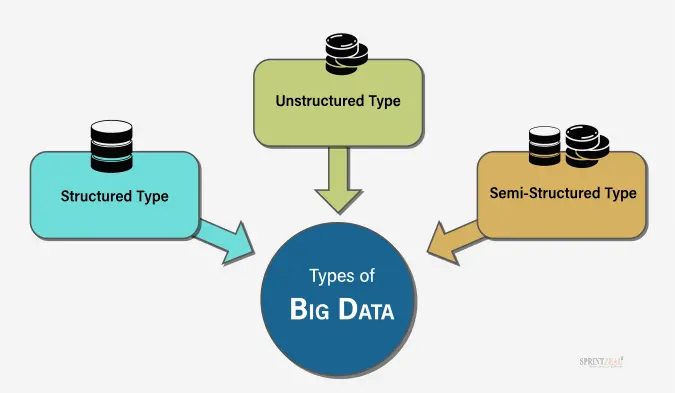 Unstructured Type
Structured Type
Semi-Structured Type
Types of
BIG DATA
SPRINTZEAL